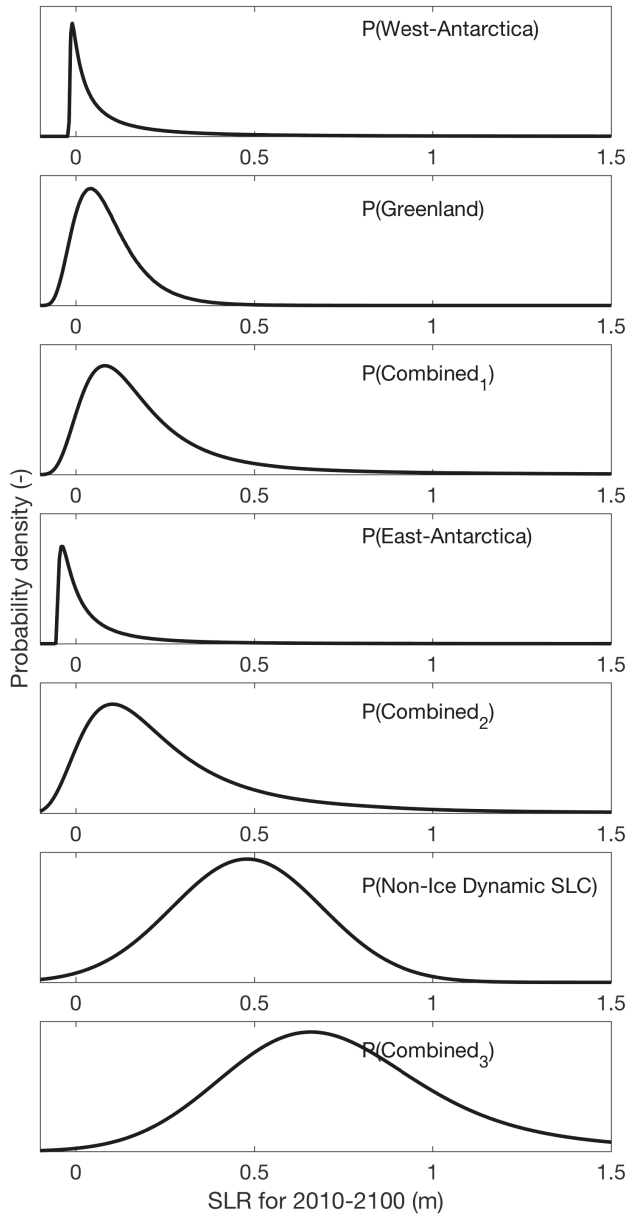 P(West-Antarctica)
0 0.5 1 1.5
P(Greenland)
0 0.5 1 1.5
P(Combined1)
0 0.5 1 1.5
P(East-Antarctica)
0 0.5 1 1.5
P(Combined2)
0 0.5 1 1.5
P(Non-Ice Dynamic SLC)
0 0.5 1 1.5
P(Combined3)
0 0.5 1 1.5
SLR for 2010-2100 (m)
Probability density (-)